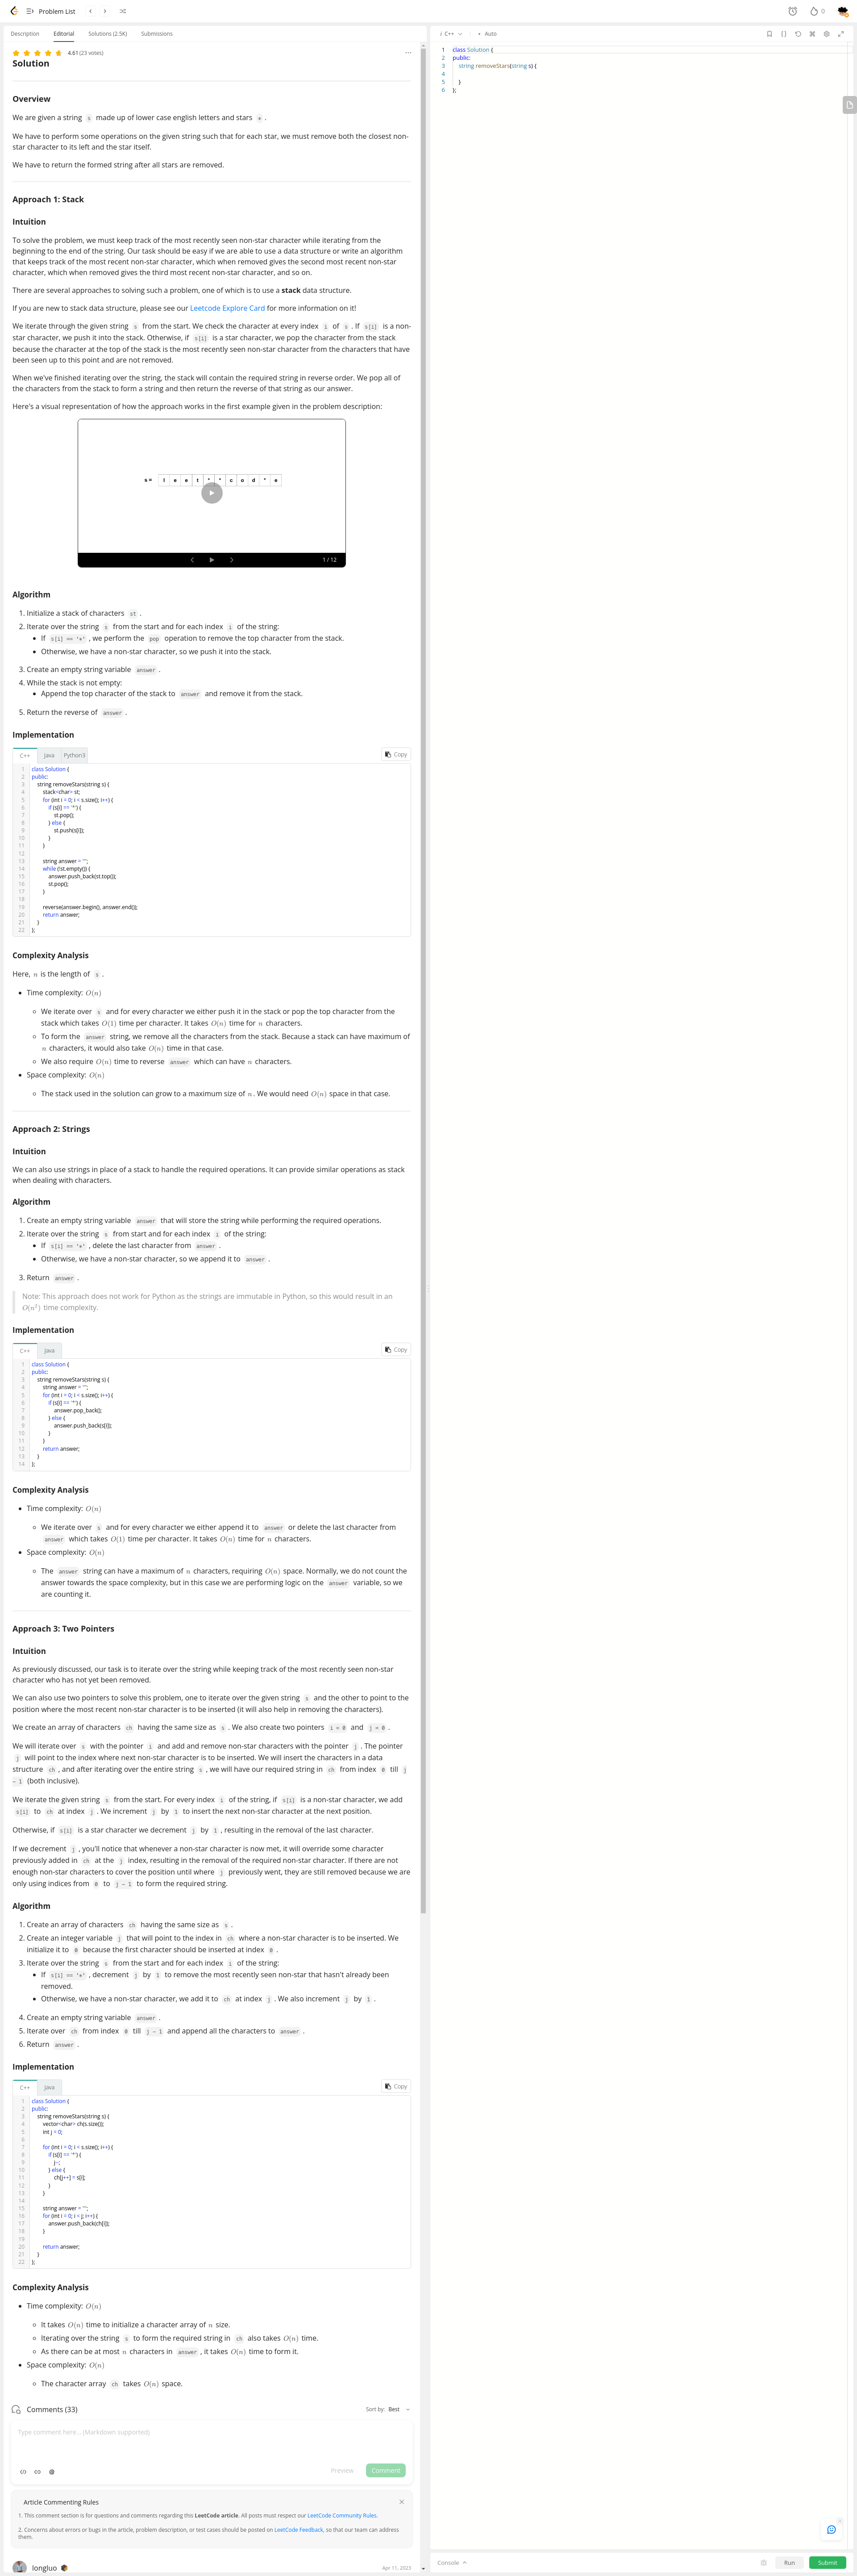 Problem List
0
Description Editorial Solutions (2.5K) Submissions
4.61 (23 votes)
Solution
Overview
We are given a string s made up of lower case english letters and stars * .
We have to perform some operations on the given string such that for each star, we must remove both the closest non-
star character to its left and the star itself.
We have to return the formed string after all stars are removed.
Approach 1: Stack
Intuition
To solve the problem, we must keep track of the most recently seen non-star character while iterating from the
beginning to the end of the string. Our task should be easy if we are able to use a data structure or write an algorithm
that keeps track of the most recent non-star character, which when removed gives the second most recent non-star
character, which when removed gives the third most recent non-star character, and so on.
There are several approaches to solving such a problem, one of which is to use a stack data structure.
If you are new to stack data structure, please see our Leetcode Explore Card for more information on it!
We iterate through the given string s from the start. We check the character at every index i of s . If s[i] is a non-
star character, we push it into the stack. Otherwise, if s[i] is a star character, we pop the character from the stack
because the character at the top of the stack is the most recently seen non-star character from the characters that have
been seen up to this point and are not removed.
When we've finished iterating over the string, the stack will contain the required string in reverse order. We pop all of
the characters from the stack to form a string and then return the reverse of that string as our answer.
Here's a visual representation of how the approach works in the first example given in the problem description:
s = l e e t * * c o d * e
1 / 12
Algorithm
1. Initialize a stack of characters st .
2. Iterate over the string s from the start and for each index i of the string:
If s[i] == '*' , we perform the pop operation to remove the top character from the stack.
Otherwise, we have a non-star character, so we push it into the stack.
3. Create an empty string variable answer .
4. While the stack is not empty:
Append the top character of the stack to answer and remove it from the stack.
5. Return the reverse of answer .
Implementation
C++ Java Python3 Copy
1 class Solution {
2 public:
3 string removeStars(string s) {
4 stack<char> st;
5 for (int i = 0; i < s.size(); i++) {
6 if (s[i] == '*') {
7 st.pop();
8 } else {
9 st.push(s[i]);
10 }
11 }
12
13 string answer = "";
14 while (!st.empty()) {
15 answer.push_back(st.top());
16 st.pop();
17 }
18
19 reverse(answer.begin(), answer.end());
20 return answer;
21 }
22 };
Complexity Analysis
Here, n is the length of s .
Time complexity: O(n)
We iterate over s and for every character we either push it in the stack or pop the top character from the
stack which takes O(1) time per character. It takes O(n) time for n characters.
To form the answer string, we remove all the characters from the stack. Because a stack can have maximum of
n characters, it would also take O(n) time in that case.
We also require O(n) time to reverse answer which can have n characters.
Space complexity: O(n)
The stack used in the solution can grow to a maximum size of n. We would need O(n) space in that case.
Approach 2: Strings
Intuition
We can also use strings in place of a stack to handle the required operations. It can provide similar operations as stack
when dealing with characters.
Algorithm
1. Create an empty string variable answer that will store the string while performing the required operations.
2. Iterate over the string s from start and for each index i of the string:
If s[i] == '*' , delete the last character from answer .
Otherwise, we have a non-star character, so we append it to answer .
3. Return answer .
Note: This approach does not work for Python as the strings are immutable in Python, so this would result in an
O(n²) time complexity.
Implementation
C++ Java Copy
1 class Solution {
2 public:
3 string removeStars(string s) {
4 string answer = "";
5 for (int i = 0; i < s.size(); i++) {
6 if (s[i] == '*') {
7 answer.pop_back();
8 } else {
9 answer.push_back(s[i]);
10 }
11 }
12 return answer;
13 }
14 };
Complexity Analysis
Time complexity: O(n)
We iterate over s and for every character we either append it to answer or delete the last character from
answer which takes O(1) time per character. It takes O(n) time for n characters.
Space complexity: O(n)
The answer string can have a maximum of n characters, requiring O(n) space. Normally, we do not count the
answer towards the space complexity, but in this case we are performing logic on the answer variable, so we
are counting it.
Approach 3: Two Pointers
Intuition
As previously discussed, our task is to iterate over the string while keeping track of the most recently seen non-star
character who has not yet been removed.
We can also use two pointers to solve this problem, one to iterate over the given string s and the other to point to the
position where the most recent non-star character is to be inserted (it will also help in removing the characters).
We create an array of characters ch having the same size as s . We also create two pointers i = 0 and j = 0 .
We will iterate over s with the pointer i and add and remove non-star characters with the pointer j . The pointer
j will point to the index where next non-star character is to be inserted. We will insert the characters in a data
structure ch , and after iterating over the entire string s , we will have our required string in ch from index 0 till j
- 1 (both inclusive).
We iterate the given string s from the start. For every index i of the string, if s[i] is a non-star character, we add
s[i] to ch at index j . We increment j by 1 to insert the next non-star character at the next position.
Otherwise, if s[i] is a star character we decrement j by 1 , resulting in the removal of the last character.
If we decrement j , you'll notice that whenever a non-star character is now met, it will override some character
previously added in ch at the j index, resulting in the removal of the required non-star character. If there are not
enough non-star characters to cover the position until where j previously went, they are still removed because we are
only using indices from 0 to j - 1 to form the required string.
Algorithm
1. Create an array of characters ch having the same size as s .
2. Create an integer variable j that will point to the index in ch where a non-star character is to be inserted. We
initialize it to 0 because the first character should be inserted at index 0 .
3. Iterate over the string s from the start and for each index i of the string:
If s[i] == '*' , decrement j by 1 to remove the most recently seen non-star that hasn't already been
removed.
Otherwise, we have a non-star character, we add it to ch at index j . We also increment j by 1 .
4. Create an empty string variable answer .
5. Iterate over ch from index 0 till j - 1 and append all the characters to answer .
6. Return answer .
Implementation
C++ Java Copy
1 class Solution {
2 public:
3 string removeStars(string s) {
4 vector<char> ch(s.size());
5 int j = 0;
6
7 for (int i = 0; i < s.size(); i++) {
8 if (s[i] == '*') {
9 j--;
10 } else {
11 ch[j++] = s[i];
12 }
13 }
14
15 string answer = "";
16 for (int i = 0; i < j; i++) {
17 answer.push_back(ch[i]);
18 }
19
20 return answer;
21 }
22 };
Complexity Analysis
Time complexity: O(n)
It takes O(n) time to initialize a character array of n size.
Iterating over the string s to form the required string in ch also takes O(n) time.
As there can be at most n characters in answer , it takes O(n) time to form it.
Space complexity: O(n)
The character array ch takes O(n) space.
Comments (33) Sort by: Best
Type comment here... (Markdown supported)
Preview Comment
Article Commenting Rules
1. This comment section is for questions and comments regarding this LeetCode article. All posts must respect our LeetCode Community Rules.
2. Concerns about errors or bugs in the article, problem description, or test cases should be posted on LeetCode Feedback, so that our team can address
them.
longluo Apr 11, 2023
i C++ Auto
1 class Solution {
2 public:
3 string removeStars(string s) {
4
5 }
6 };
Console Run Submit